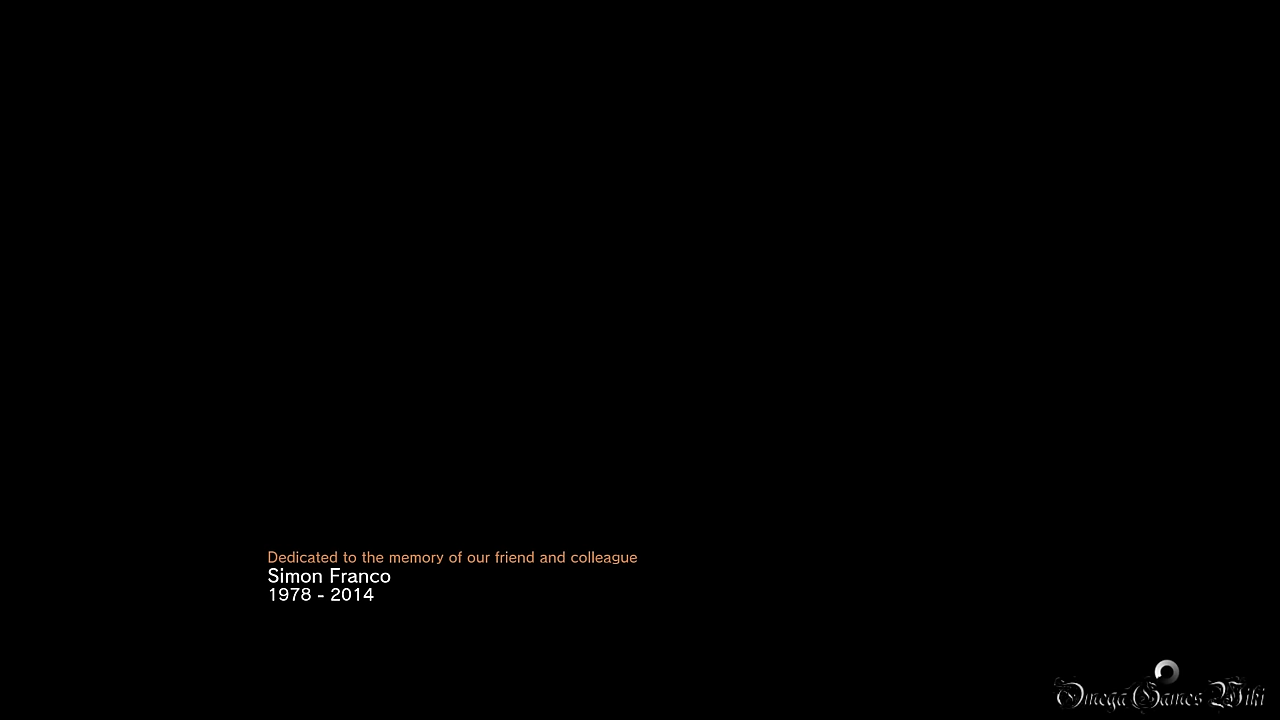 Dedicated to the memory of our friend and colleague
Simon Franco
1978 - 2014
Omega Games Wiki